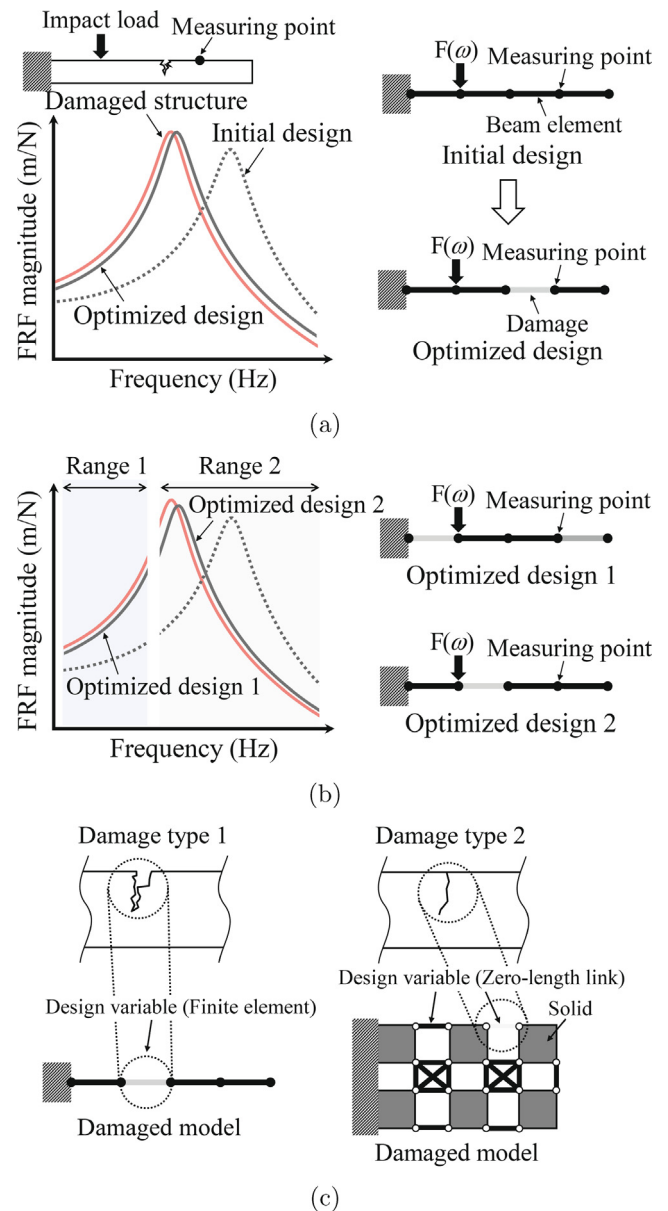 Impact load
Measuring point
Damaged structure
Initial design
Optimized design
FRF magnitude (m/N)
Frequency (Hz)
F(ω)
Measuring point
Beam element
Initial design
F(ω)
Measuring point
Damage
Optimized design
(a)
Range 1
Range 2
Optimized design 2
Optimized design 1
FRF magnitude (m/N)
Frequency (Hz)
F(ω)
Measuring point
Optimized design 1
F(ω)
Measuring point
Optimized design 2
(b)
Damage type 1
Design variable (Finite element)
Damaged model
Damage type 2
Design variable (Zero-length link)
Solid
Damaged model
(c)